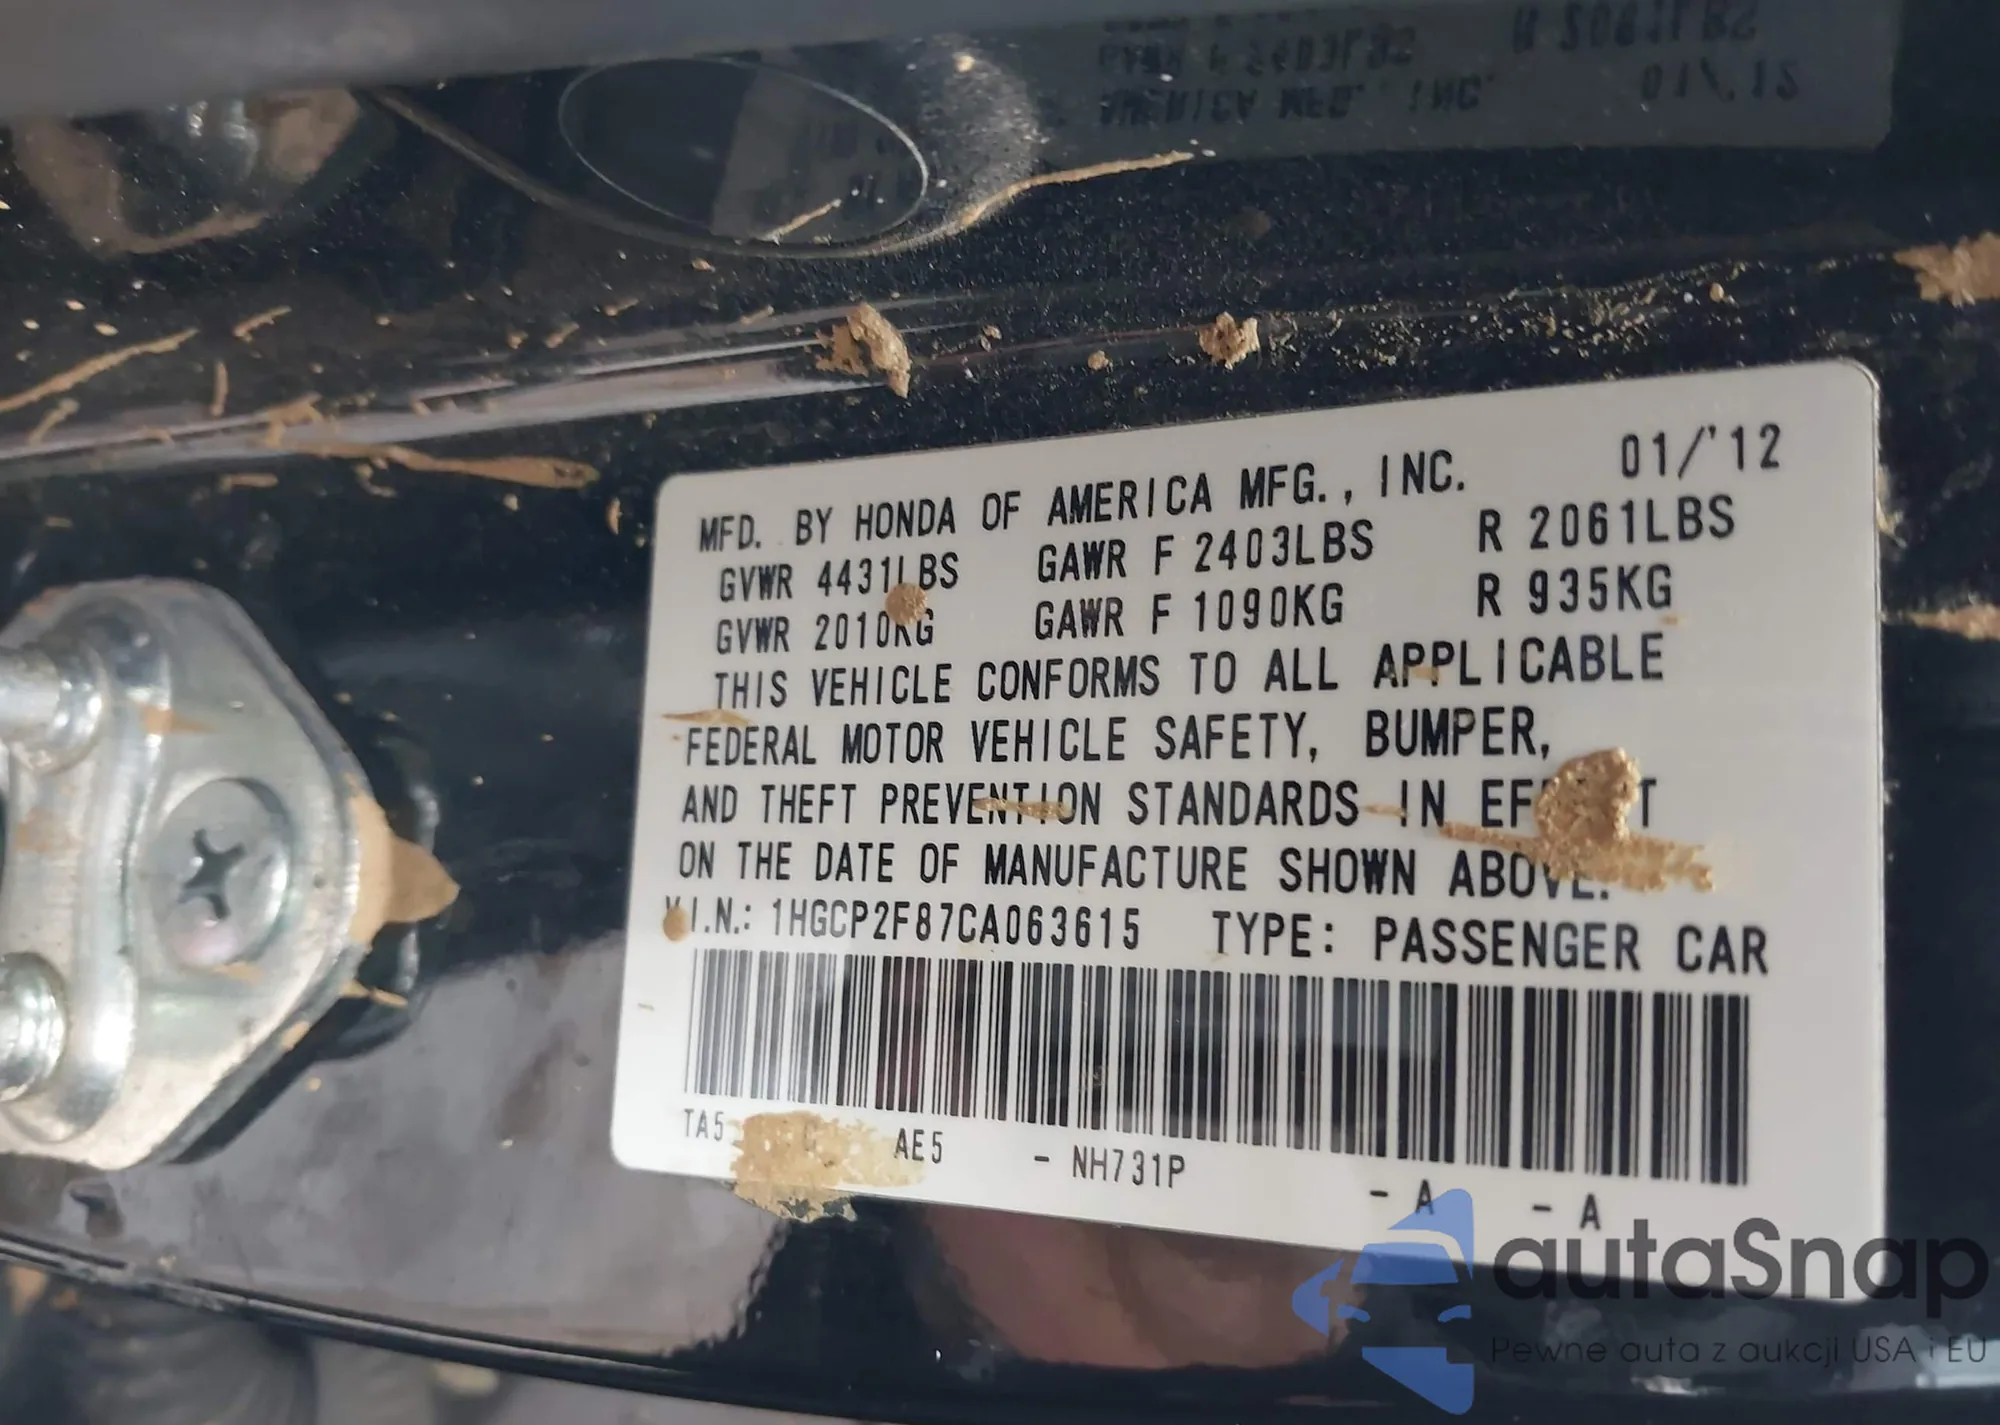 MFD. BY HONDA OF AMERICA MFG., INC. 01/'12
GVWR 4431LBS GAWR F 2403LBS R 2061LBS
GVWR 2010KG GAWR F 1090KG R 935KG
THIS VEHICLE CONFORMS TO ALL APPLICABLE
FEDERAL MOTOR VEHICLE SAFETY, BUMPER,
AND THEFT PREVENTION STANDARDS IN EFFECT
ON THE DATE OF MANUFACTURE SHOWN ABOVE.
V.I.N.: 1HGCP2F87CA063615 TYPE: PASSENGER CAR
TA5 AE5 - NH731P - A - A
autaSnap
Pewne auta z aukcji USA i EU